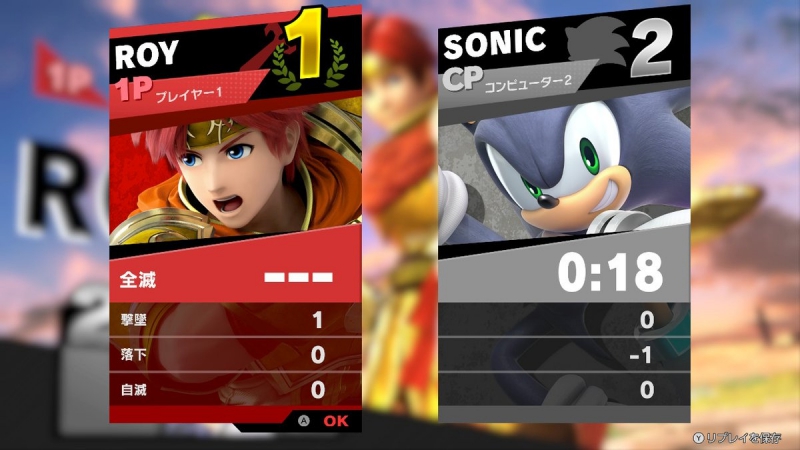 ROY
1
1P プレイヤー1
全滅 ---
撃墜 1
落下 0
自滅 0
A OK
SONIC
2
CP コンピューター2
0:18
0
-1
0
1P
RO
Y リプレイを保存